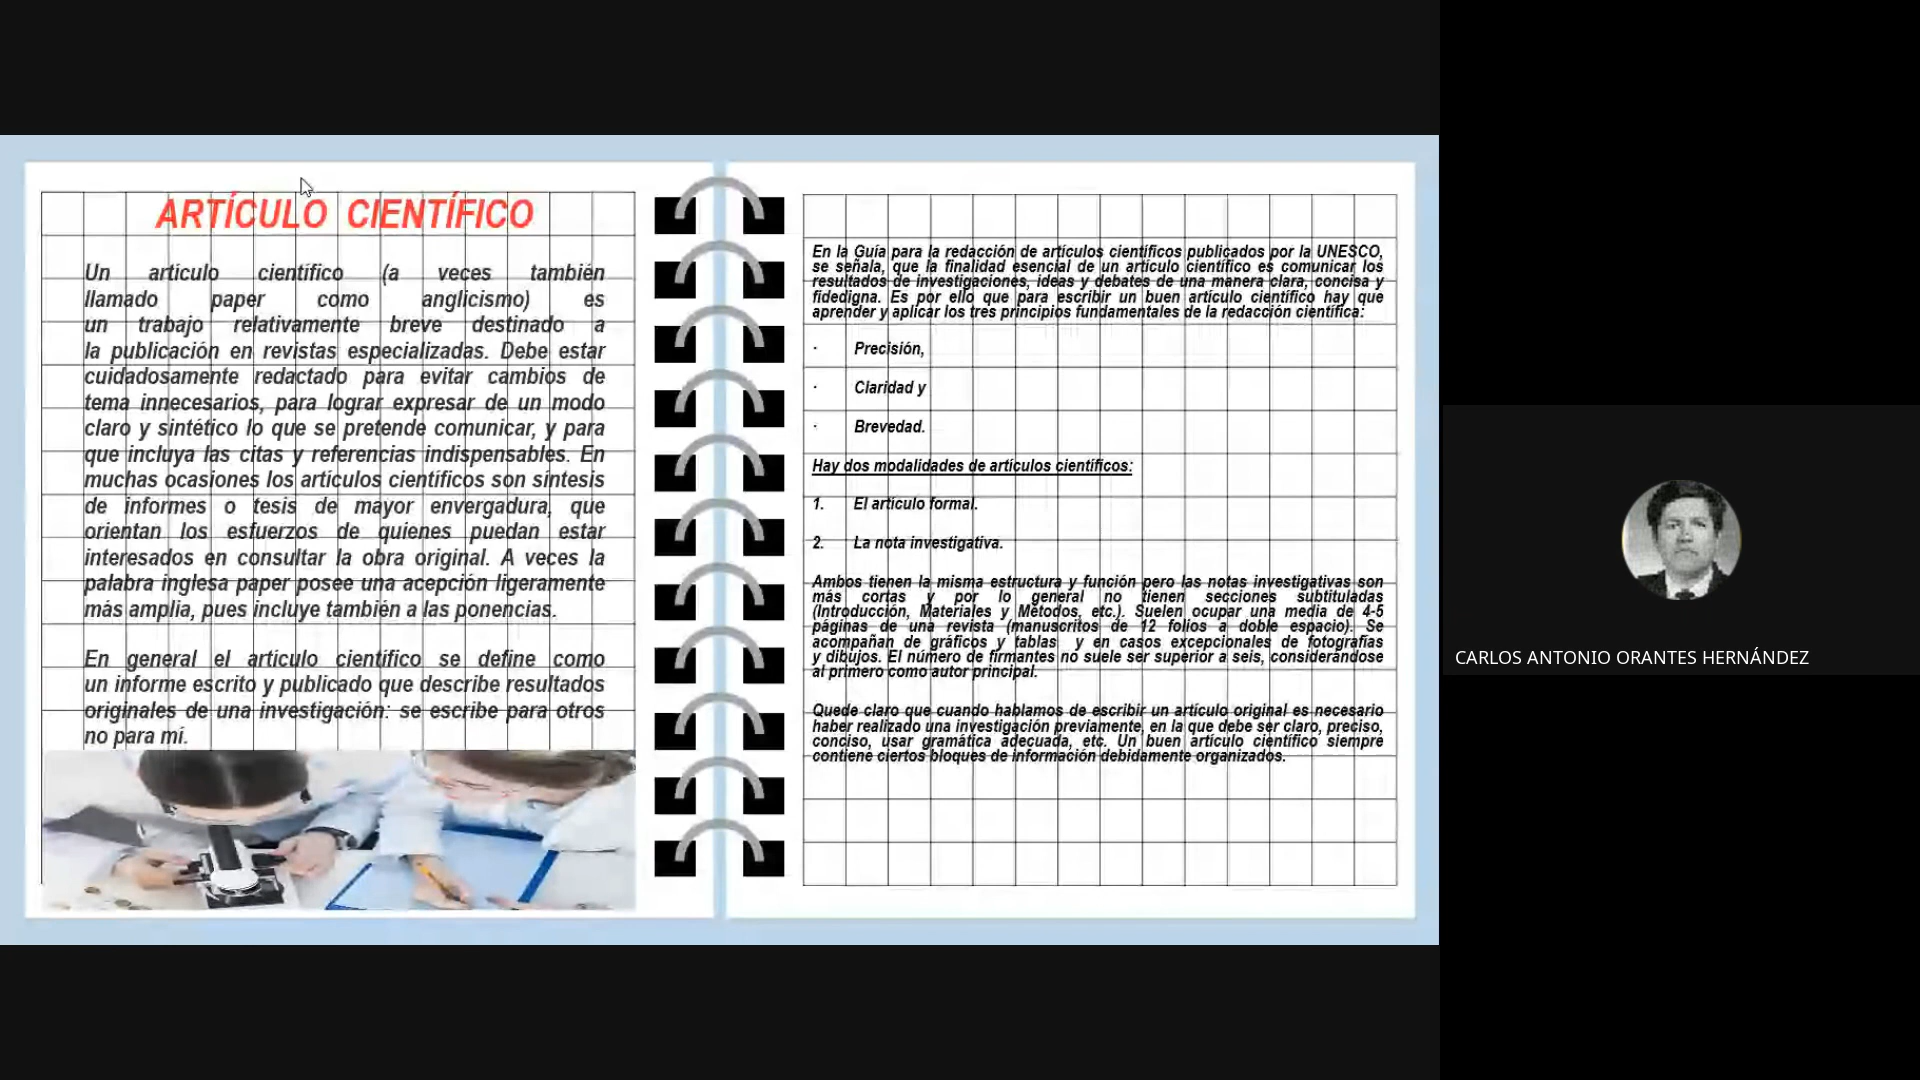 ARTÍCULO CIENTÍFICO
Un artículo científico (a veces también
llamado paper como anglicismo) es
un trabajo relativamente breve destinado a
la publicación en revistas especializadas. Debe estar
cuidadosamente redactado para evitar cambios de
tema innecesarios, para lograr expresar de un modo
claro y sintético lo que se pretende comunicar, y para
que incluya las citas y referencias indispensables. En
muchas ocasiones los artículos científicos son síntesis
de informes o tesis de mayor envergadura, que
orientan los esfuerzos de quienes puedan estar
interesados en consultar la obra original. A veces la
palabra inglesa paper posee una acepción ligeramente
más amplia, pues incluye también a las ponencias.
En general el artículo científico se define como
un informe escrito y publicado que describe resultados
originales de una investigación: se escribe para otros
no para mí.
En la Guía para la redacción de artículos científicos publicados por la UNESCO,
se señala, que la finalidad esencial de un artículo científico es comunicar los
resultados de investigaciones, ideas y debates de una manera clara, concisa y
fidedigna. Es por ello que para escribir un buen artículo científico hay que
aprender y aplicar los tres principios fundamentales de la redacción científica:
· Precisión,
· Claridad y
· Brevedad.
Hay dos modalidades de artículos científicos:
1. El artículo formal.
2. La nota investigativa.
Ambos tienen la misma estructura y función pero las notas investigativas son
más cortas y por lo general no tienen secciones subtituladas
(Introducción, Materiales y Métodos, etc.). Suelen ocupar una media de 4-5
páginas de una revista (manuscritos de 12 folios a doble espacio). Se
acompañan de gráficos y tablas y en casos excepcionales de fotografías
y dibujos. El número de firmantes no suele ser superior a seis, considerándose
al primero como autor principal.
Quede claro que cuando hablamos de escribir un artículo original es necesario
haber realizado una investigación previamente, en la que debe ser claro, preciso,
conciso, usar gramática adecuada, etc. Un buen artículo científico siempre
contiene ciertos bloques de información debidamente organizados.
CARLOS ANTONIO ORANTES HERNÁNDEZ